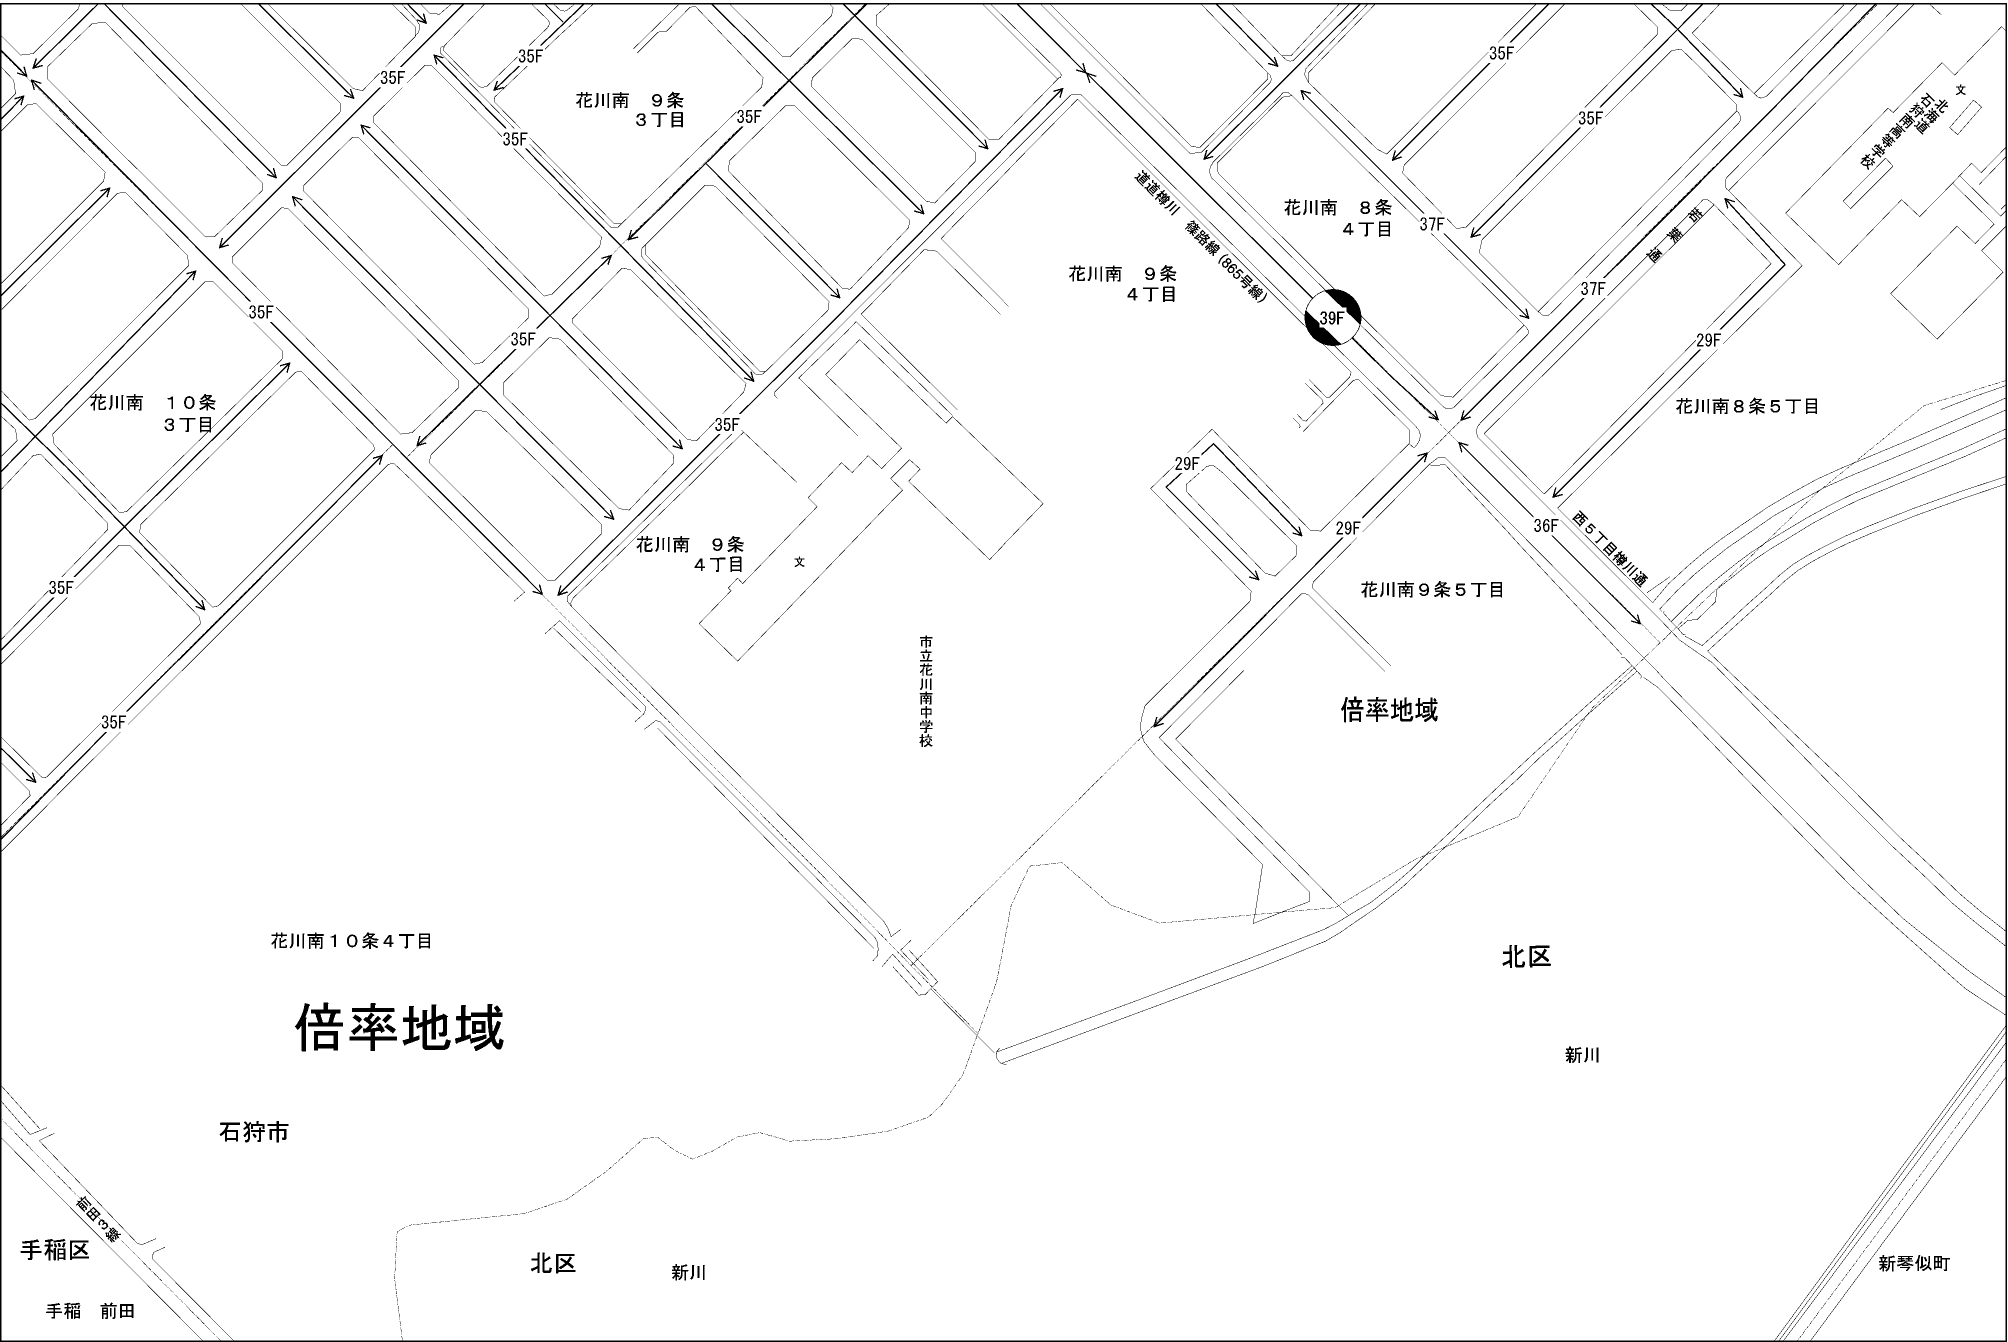 35F
35F
35F
35F
花川南　９条
３丁目
35F
35F
35F
文
北海道
石狩南高等学校
道道樽川　篠路線(865号線)
花川南　８条
４丁目
37F
若葉通
花川南　９条
４丁目
37F
39F
35F
35F
29F
花川南　１０条
３丁目
花川南８条５丁目
35F
29F
29F
36F
西５丁目樽川通
花川南　９条
４丁目
文
35F
花川南９条５丁目
市立花川南中学校
倍率地域
35F
花川南１０条４丁目
北区
倍率地域
新川
石狩市
前田３線
手稲区
北区
新川
新琴似町
手稲　前田